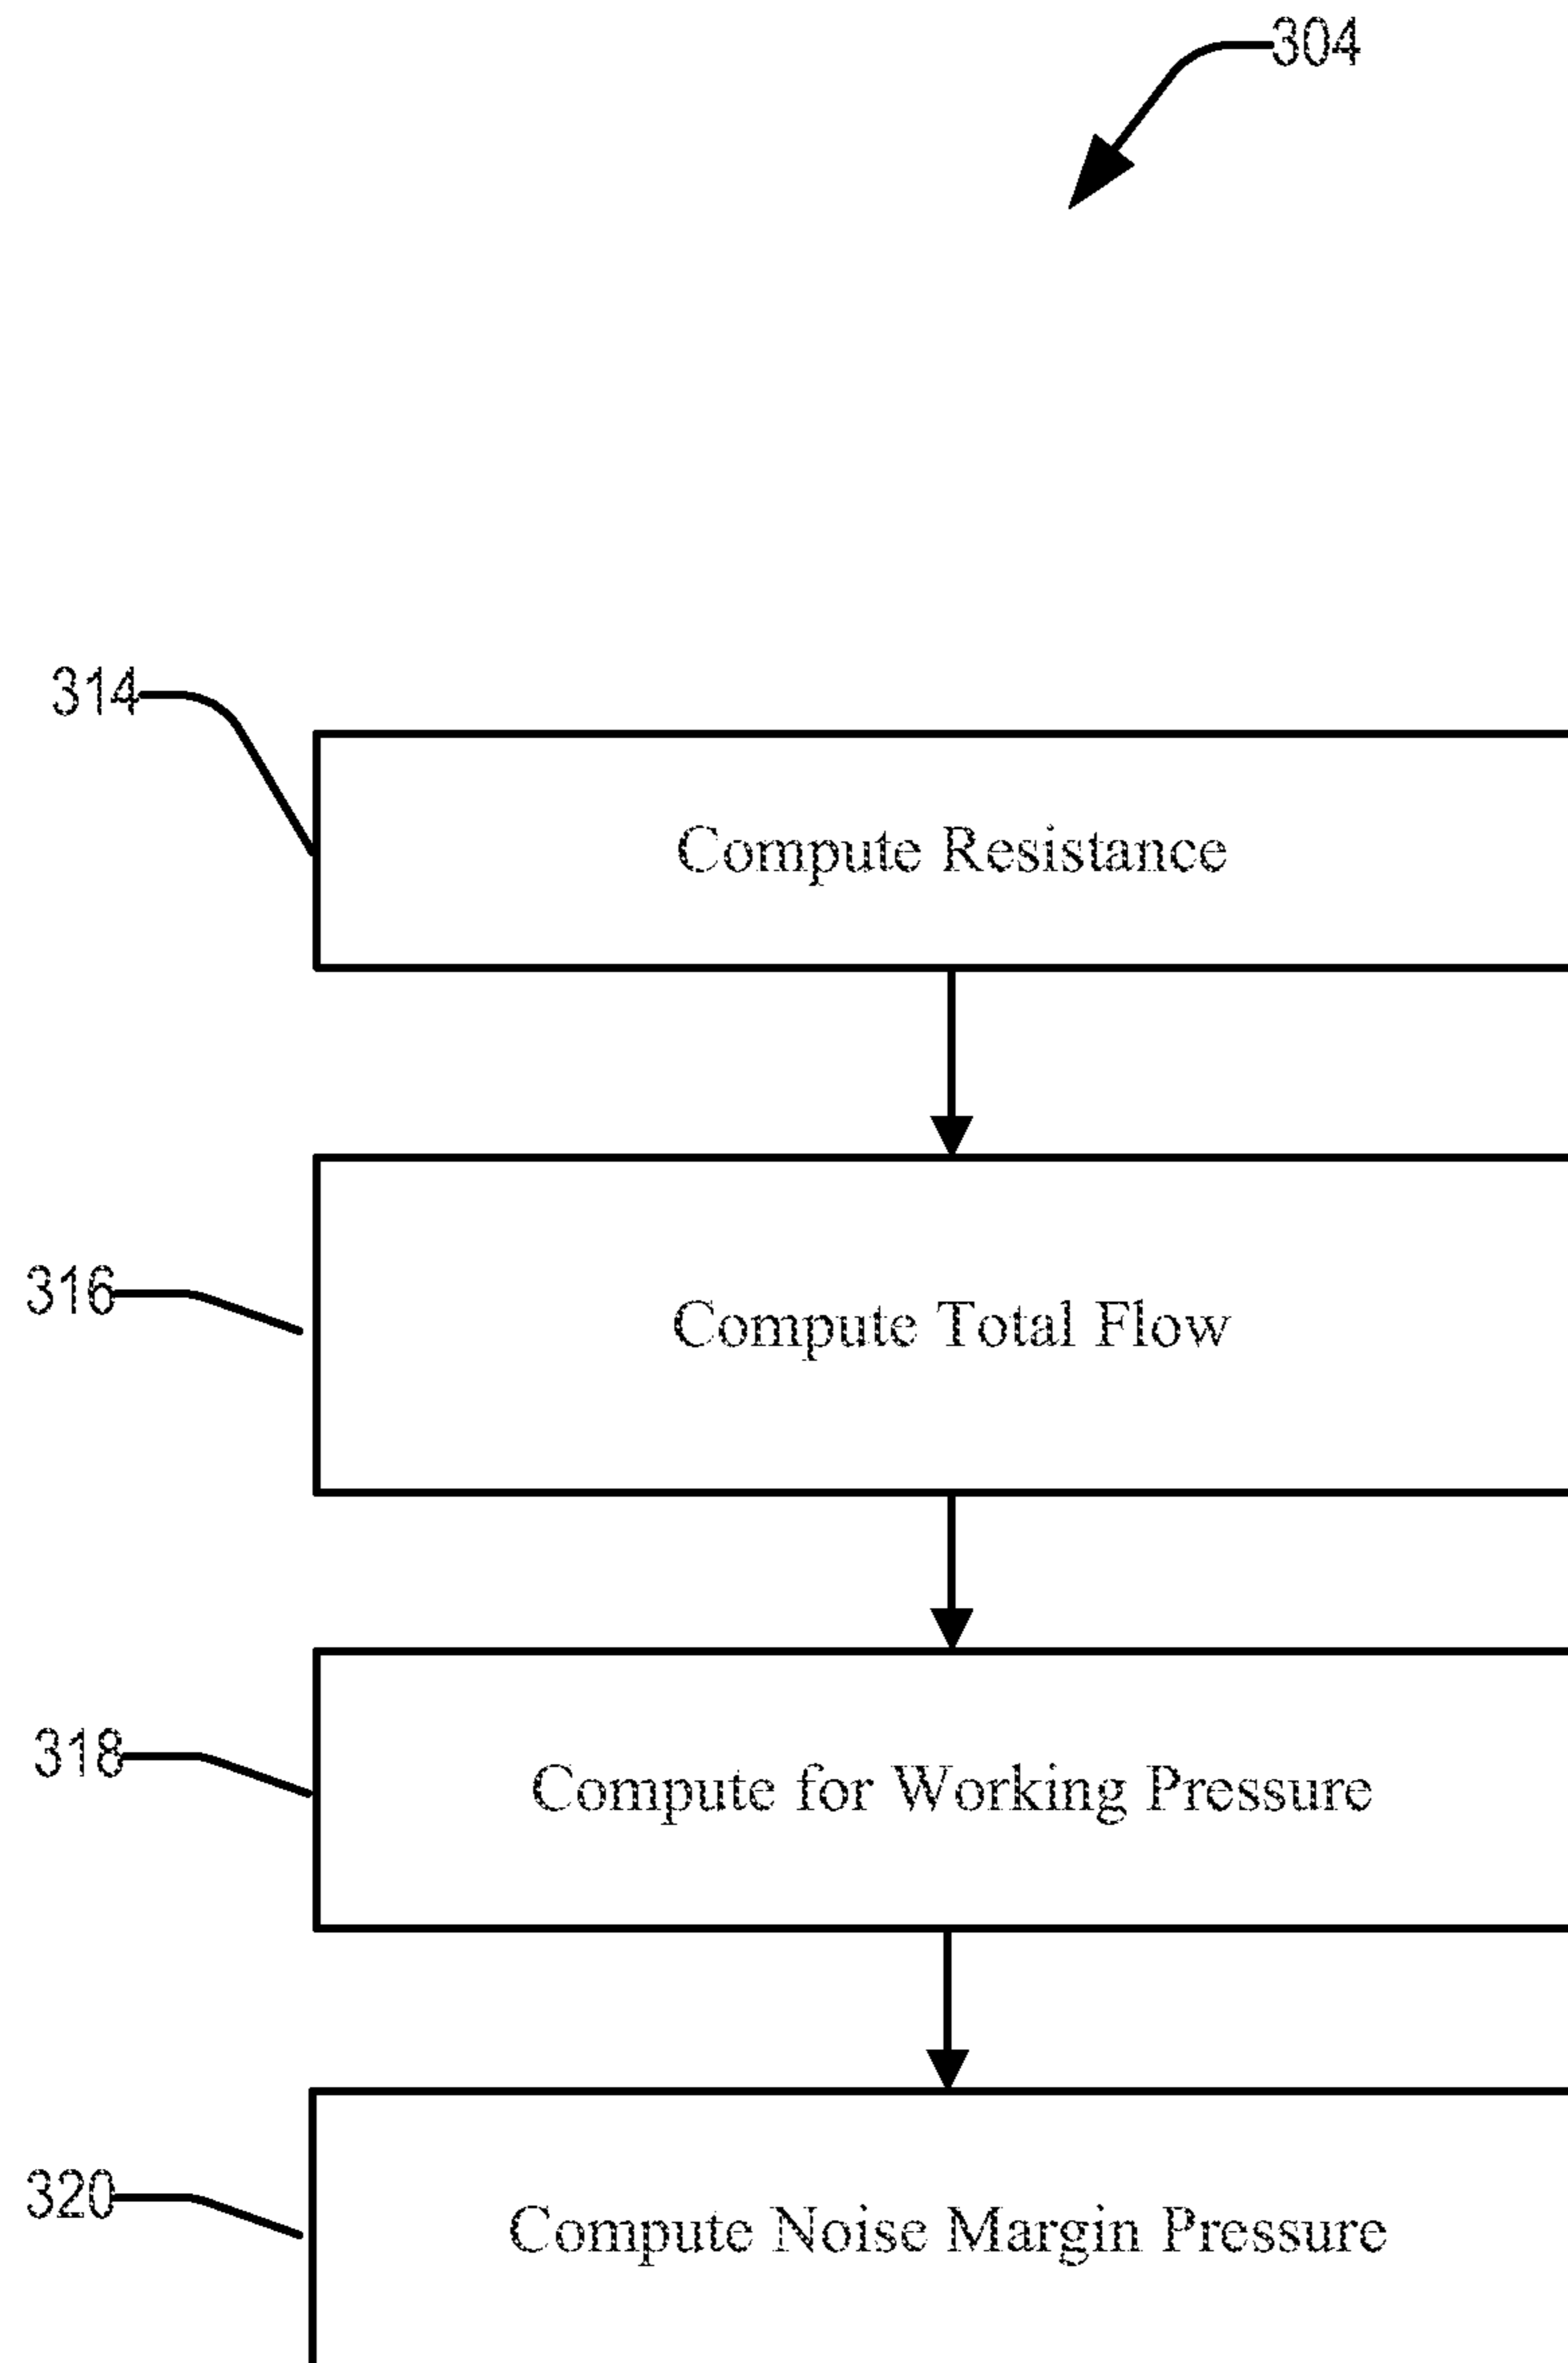 304
314
Compute Resistance
316
Compute Total Flow
318
Compute for Working Pressure
320
Compute Noise Margin Pressure